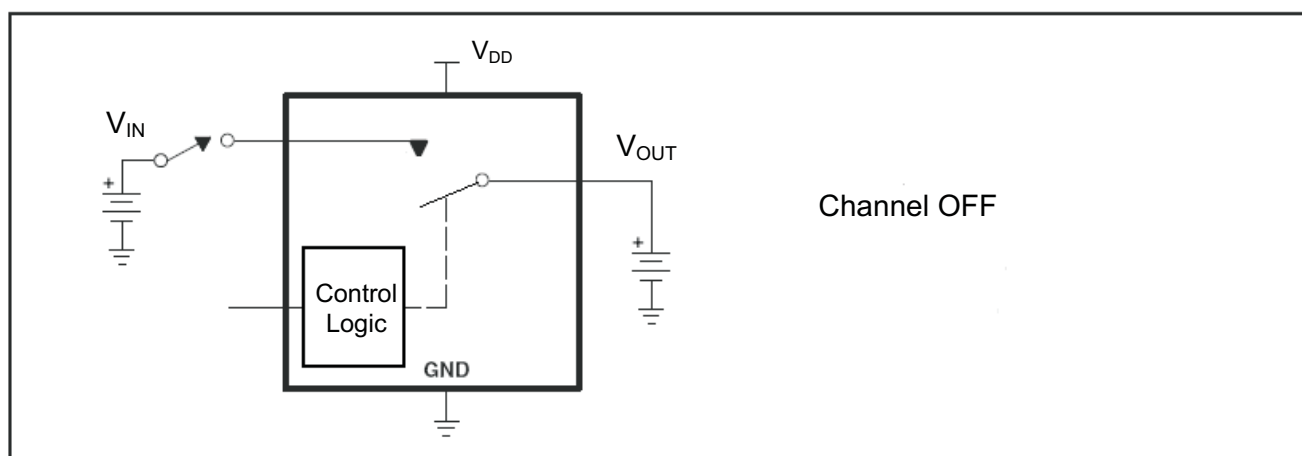 V_DD
V_IN
+
V_OUT
Channel OFF
+
Control
Logic
GND